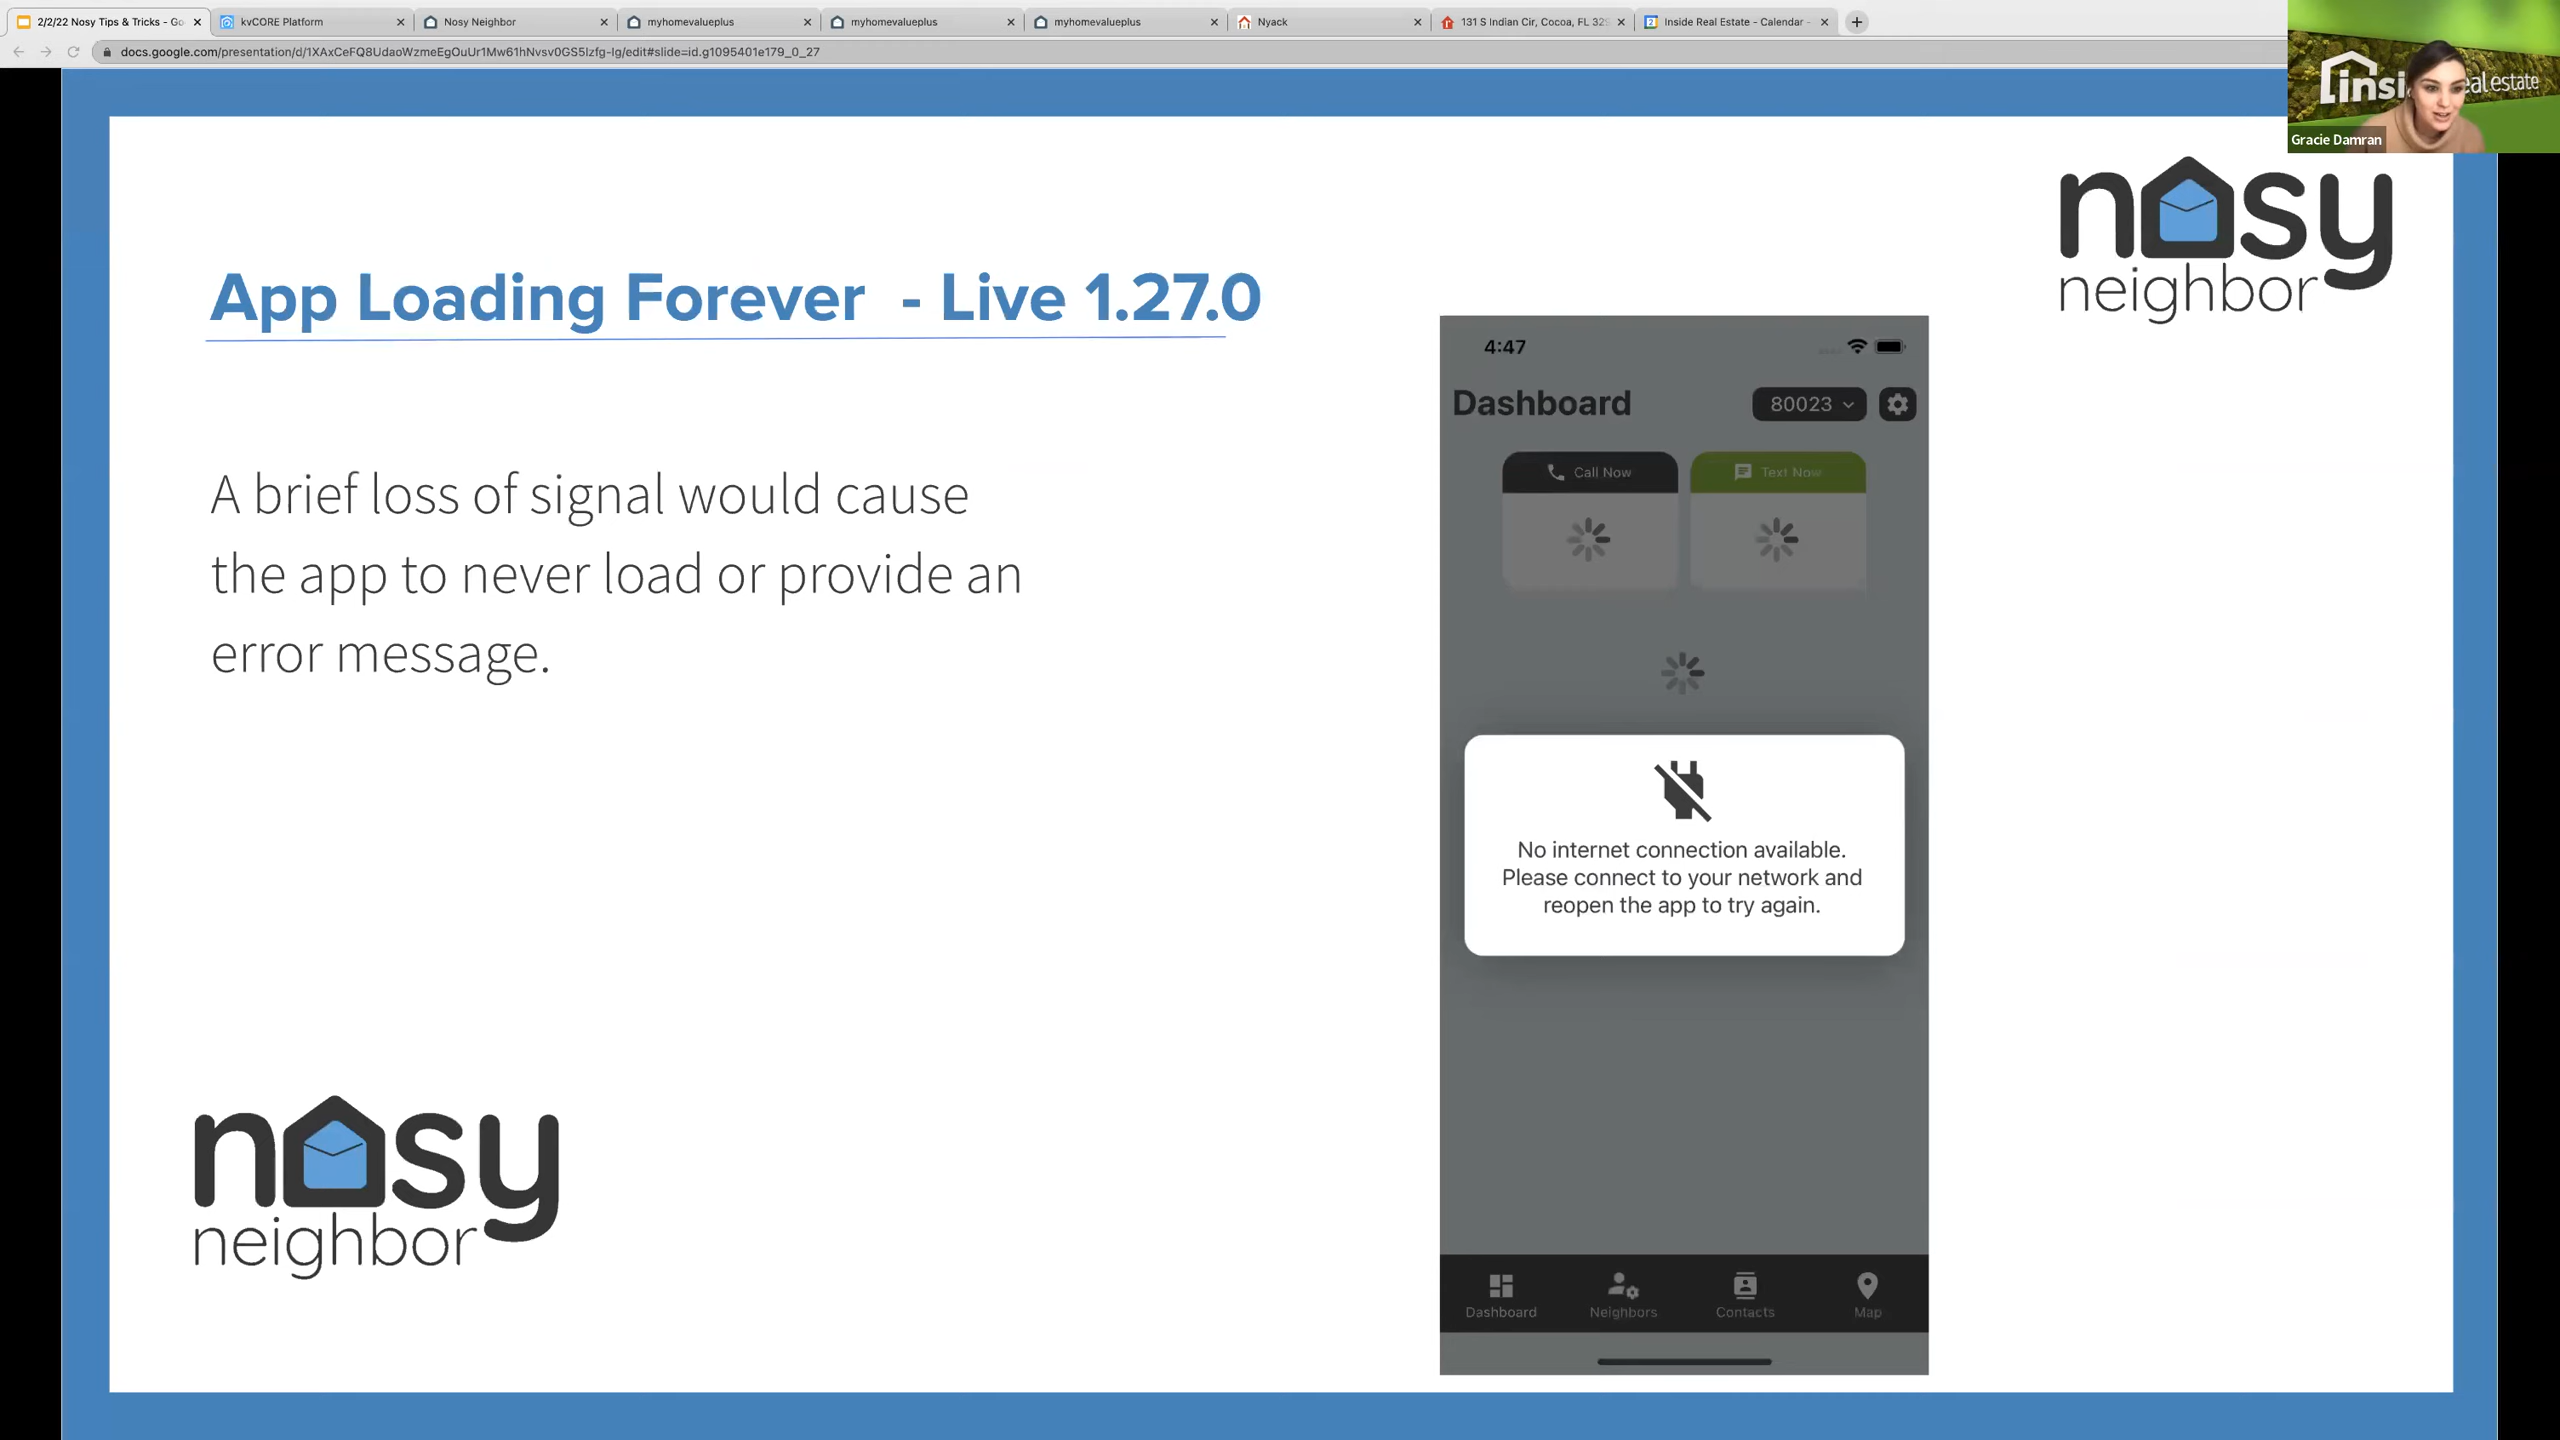 2/2/22 Nosy Tips & Tricks - Go
kvCORE Platform
Nosy Neighbor
myhomevalueplus
myhomevalueplus
myhomevalueplus
Nyack
131 S Indian Cir, Cocoa, FL 329
Inside Real Estate - Calendar -
docs.google.com/presentation/d/1XAxCeFQ8UdaoWzmeEgOuUr1Mw61hNvsv0GS5Izfg-Ig/edit#slide=id.g1095401e179_0_27
insi eal estate
Gracie Damran
nosy
neighbor
App Loading Forever - Live 1.27.0
A brief loss of signal would cause
the app to never load or provide an
error message.
4:47
Dashboard
80023
Call Now
Text Now
No internet connection available.
Please connect to your network and
reopen the app to try again.
Dashboard
Neighbors
Contacts
Map
nosy
neighbor